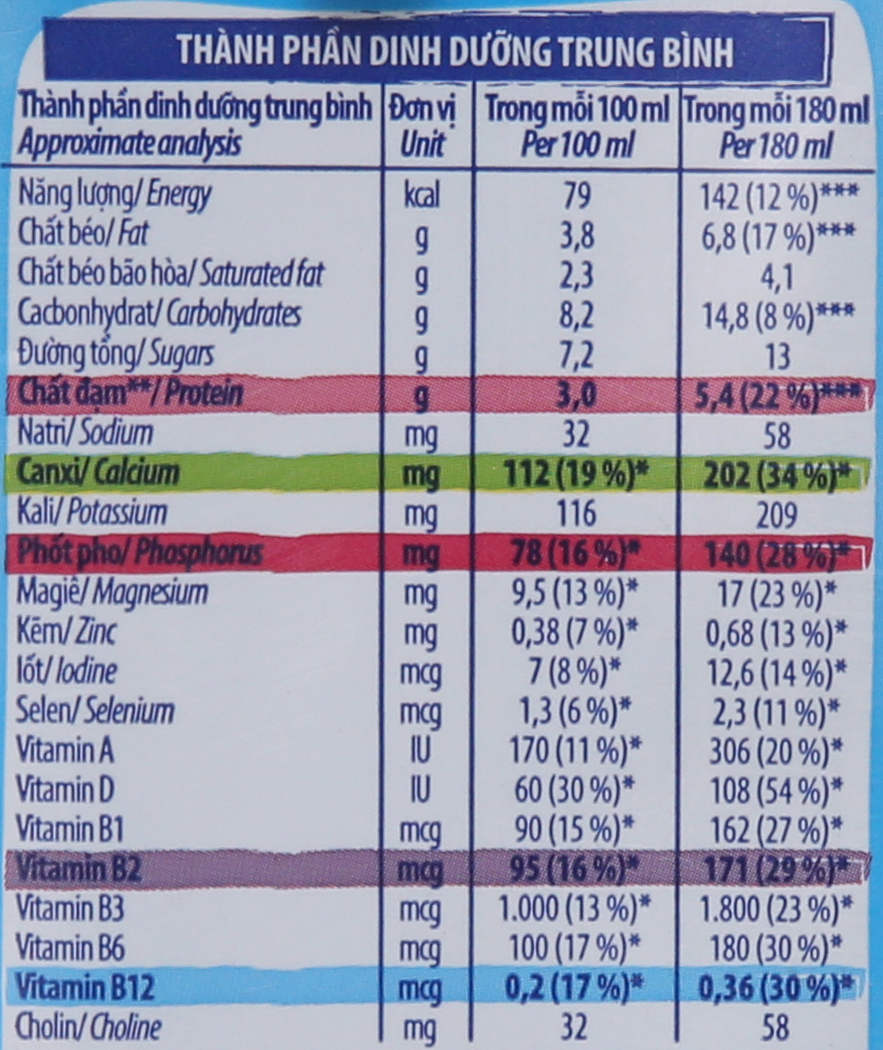 THÀNH PHẦN DINH DƯỠNG TRUNG BÌNH
Thành phần dinh dưỡng trung bình Đơn vị Trong mỗi 100 ml Trong mỗi 180 ml
Approximate analysis Unit Per 100 ml Per 180 ml
Năng lượng/ Energy kcal 79 142 (12 %)***
Chất béo/ Fat g 3,8 6,8 (17 %)***
Chất béo bão hòa/ Saturated fat g 2,3 4,1
Cacbonhydrat/ Carbohydrates g 8,2 14,8 (8 %)***
Đường tổng/ Sugars g 7,2 13
Chất đạm**/ Protein g 3,0 5,4 (22 %)***
Natri/ Sodium mg 32 58
Canxi/ Calcium mg 112 (19 %)* 202 (34 %)*
Kali/ Potassium mg 116 209
Phốt pho/ Phosphorus mg 78 (16 %)* 140 (28 %)*
Magiê/ Magnesium mg 9,5 (13 %)* 17 (23 %)*
Kẽm/ Zinc mg 0,38 (7 %)* 0,68 (13 %)*
Iốt/ Iodine mcg 7 (8 %)* 12,6 (14 %)*
Selen/ Selenium mcg 1,3 (6 %)* 2,3 (11 %)*
Vitamin A IU 170 (11 %)* 306 (20 %)*
Vitamin D IU 60 (30 %)* 108 (54 %)*
Vitamin B1 mcg 90 (15 %)* 162 (27 %)*
Vitamin B2 mcg 95 (16 %)* 171 (29 %)*
Vitamin B3 mcg 1.000 (13 %)* 1.800 (23 %)*
Vitamin B6 mcg 100 (17 %)* 180 (30 %)*
Vitamin B12 mcg 0,2 (17 %)* 0,36 (30 %)*
Cholin/ Choline mg 32 58